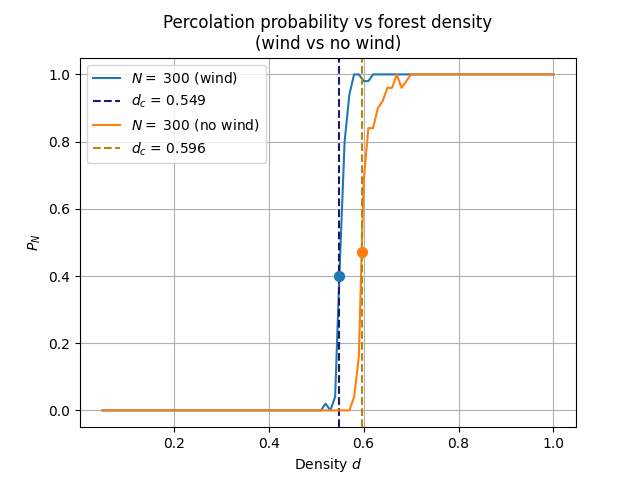 Percolation probability vs forest density
(wind vs no wind)
N = 300 (wind)
d_c = 0.549
N = 300 (no wind)
d_c = 0.596
1.0
0.8
0.6
0.4
0.2
0.0
P_N
0.2 0.4 0.6 0.8 1.0
Density d